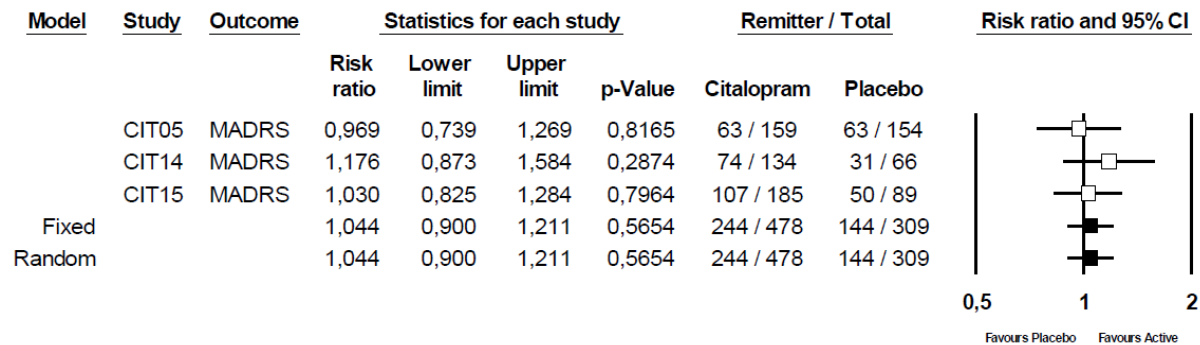 Model Study Outcome Statistics for each study Remitter / Total Risk ratio and 95% CI
Risk ratio Lower limit Upper limit p-Value Citalopram Placebo
CIT05 MADRS 0,969 0,739 1,269 0,8165 63 / 159 63 / 154
CIT14 MADRS 1,176 0,873 1,584 0,2874 74 / 134 31 / 66
CIT15 MADRS 1,030 0,825 1,284 0,7964 107 / 185 50 / 89
Fixed 1,044 0,900 1,211 0,5654 244 / 478 144 / 309
Random 1,044 0,900 1,211 0,5654 244 / 478 144 / 309
0,5 1 2
Favours Placebo Favours Active